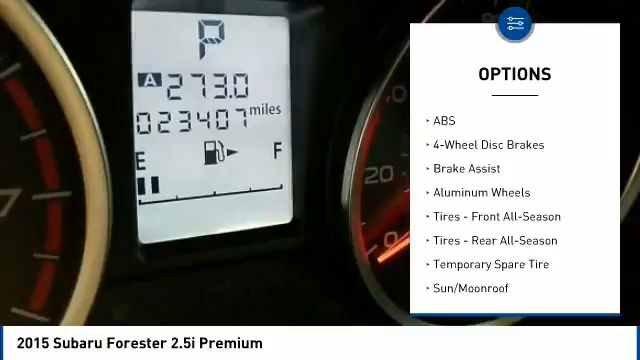 P
A 273.0
023407 miles
E F
20
0
OPTIONS
ABS
4-Wheel Disc Brakes
Brake Assist
Aluminum Wheels
Tires - Front All-Season
Tires - Rear All-Season
Temporary Spare Tire
Sun/Moonroof
2015 Subaru Forester 2.5i Premium